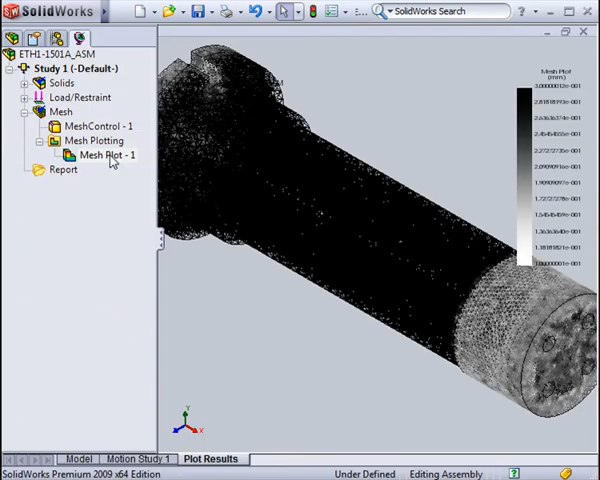 SolidWorks
SolidWorks Search
ETH1-1501A_ASM
Study 1 (-Default-)
Solids
Load/Restraint
Mesh
MeshControl - 1
Mesh Plotting
Mesh Plot - 1
Report
Mesh Plot
(mm)
Model
Motion Study 1
Plot Results
SolidWorks Premium 2009 x64 Edition
Under Defined
Editing Assembly